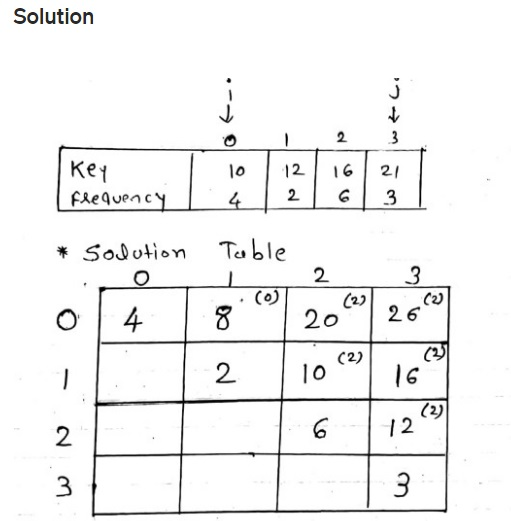 Solution
i j
0 1 2 3
Key 10 12 16 21
Frequency 4 2 6 3
* Solution Table
0 1 2 3
0 4 8 (0) 20 (2) 26 (2)
1 2 10 (2) 16 (2)
2 6 12 (2)
3 3